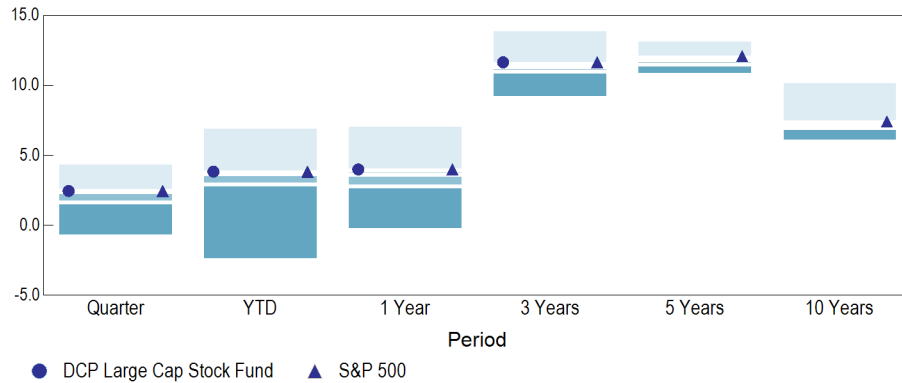 15.0
10.0
5.0
0.0
-5.0
Quarter YTD 1 Year 3 Years 5 Years 10 Years
Period
DCP Large Cap Stock Fund S&P 500